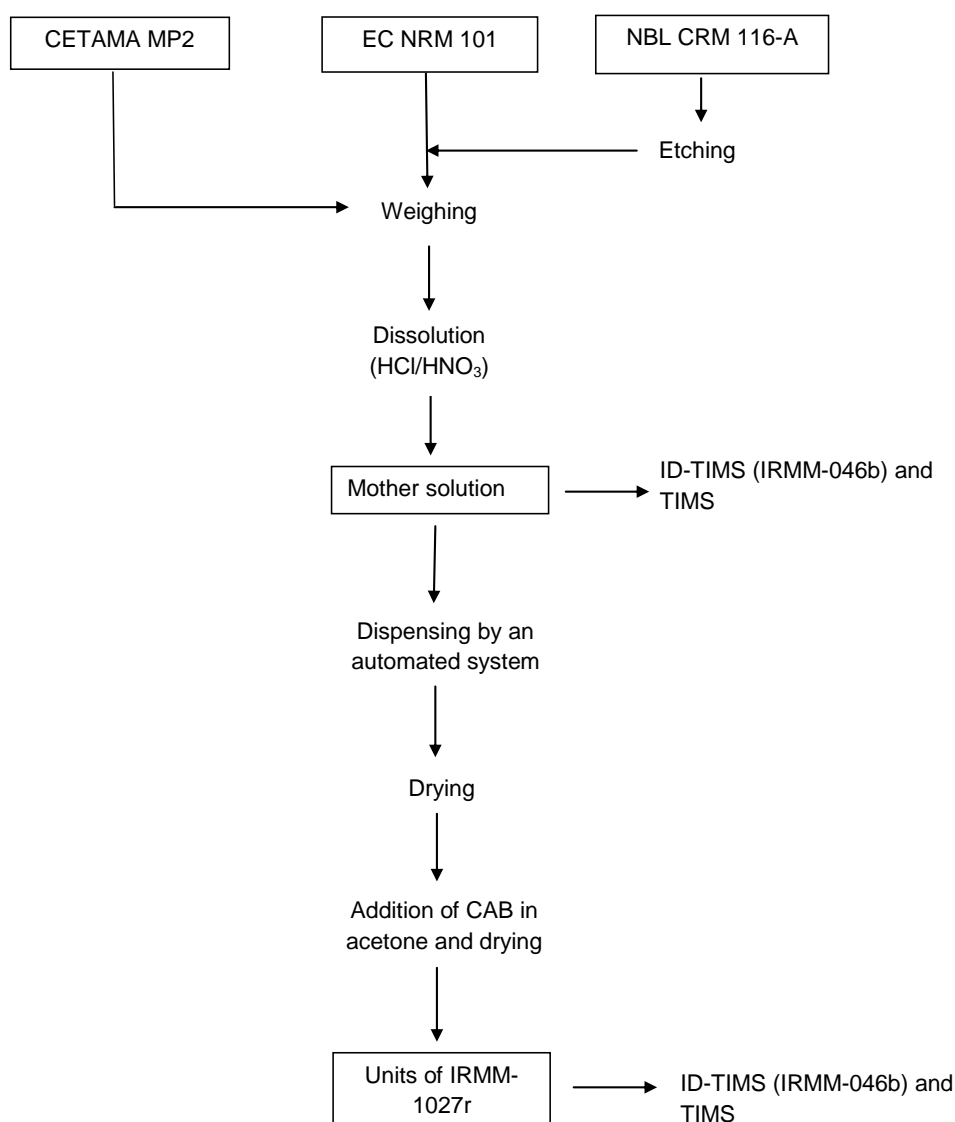 CETAMA MP2
EC NRM 101
NBL CRM 116-A
Etching
Weighing
Dissolution
(HCl/HNO₃)
Mother solution
ID-TIMS (IRMM-046b) and
TIMS
Dispensing by an
automated system
Drying
Addition of CAB in
acetone and drying
Units of IRMM-
1027r
ID-TIMS (IRMM-046b) and
TIMS